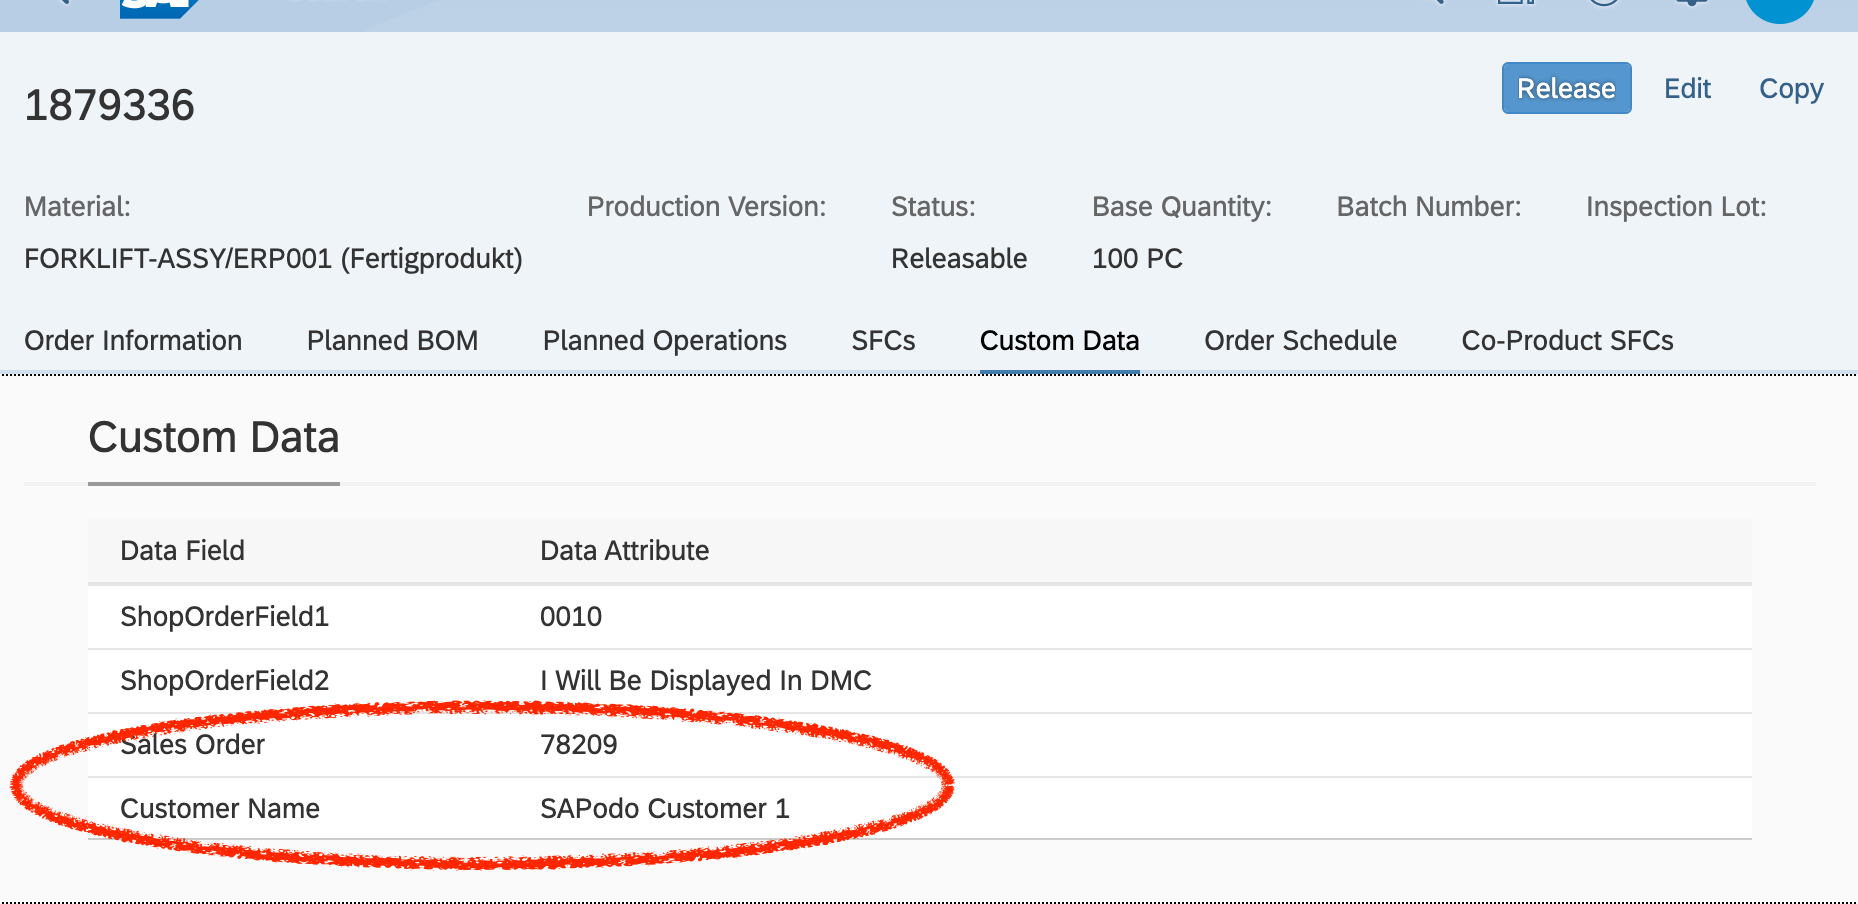 1879336
Release Edit Copy
Material: Production Version: Status: Base Quantity: Batch Number: Inspection Lot:
FORKLIFT-ASSY/ERP001 (Fertigprodukt) Releasable 100 PC
Order Information Planned BOM Planned Operations SFCs Custom Data Order Schedule Co-Product SFCs
Custom Data
Data Field Data Attribute
ShopOrderField1 0010
ShopOrderField2 I Will Be Displayed In DMC
Sales Order 78209
Customer Name SAPodo Customer 1